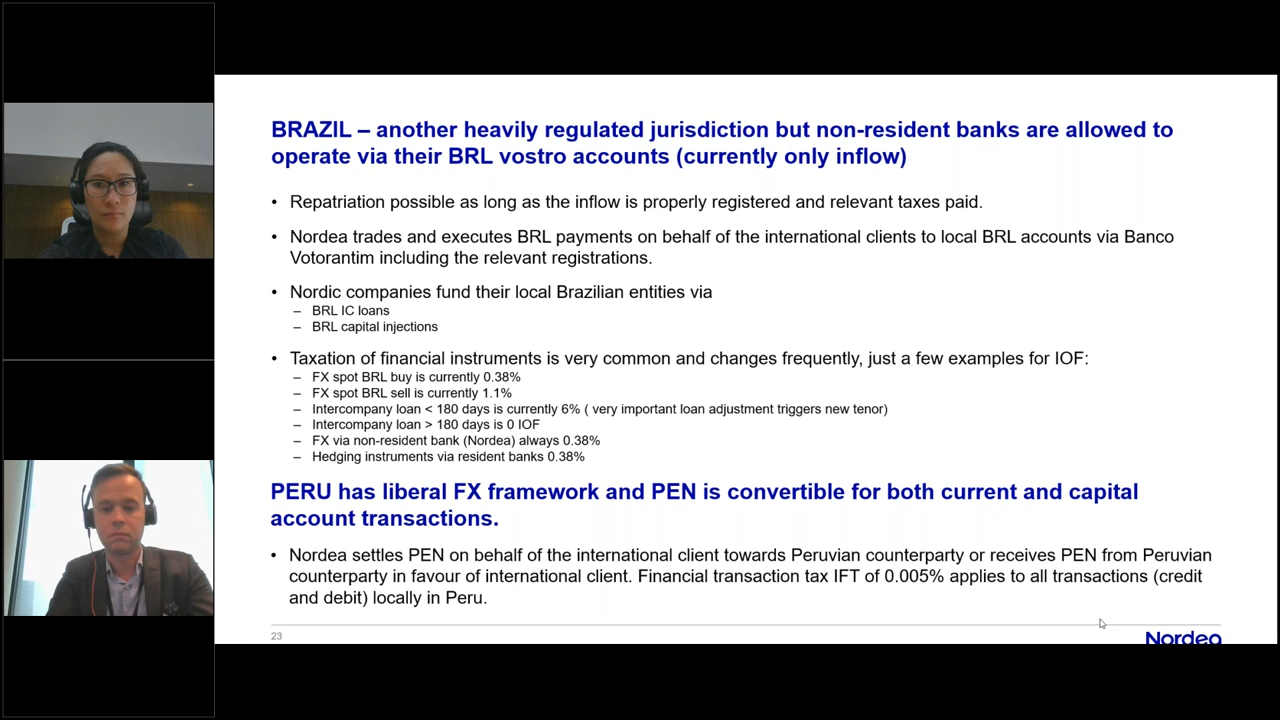 BRAZIL – another heavily regulated jurisdiction but non-resident banks are allowed to
operate via their BRL vostro accounts (currently only inflow)
• Repatriation possible as long as the inflow is properly registered and relevant taxes paid.
• Nordea trades and executes BRL payments on behalf of the international clients to local BRL accounts via Banco
Votorantim including the relevant registrations.
• Nordic companies fund their local Brazilian entities via
– BRL IC loans
– BRL capital injections
• Taxation of financial instruments is very common and changes frequently, just a few examples for IOF:
– FX spot BRL buy is currently 0.38%
– FX spot BRL sell is currently 1.1%
– Intercompany loan < 180 days is currently 6% ( very important loan adjustment triggers new tenor)
– Intercompany loan > 180 days is 0 IOF
– FX via non-resident bank (Nordea) always 0.38%
– Hedging instruments via resident banks 0.38%
PERU has liberal FX framework and PEN is convertible for both current and capital
account transactions.
• Nordea settles PEN on behalf of the international client towards Peruvian counterparty or receives PEN from Peruvian
counterparty in favour of international client. Financial transaction tax IFT of 0.005% applies to all transactions (credit
and debit) locally in Peru.
23
Nordea